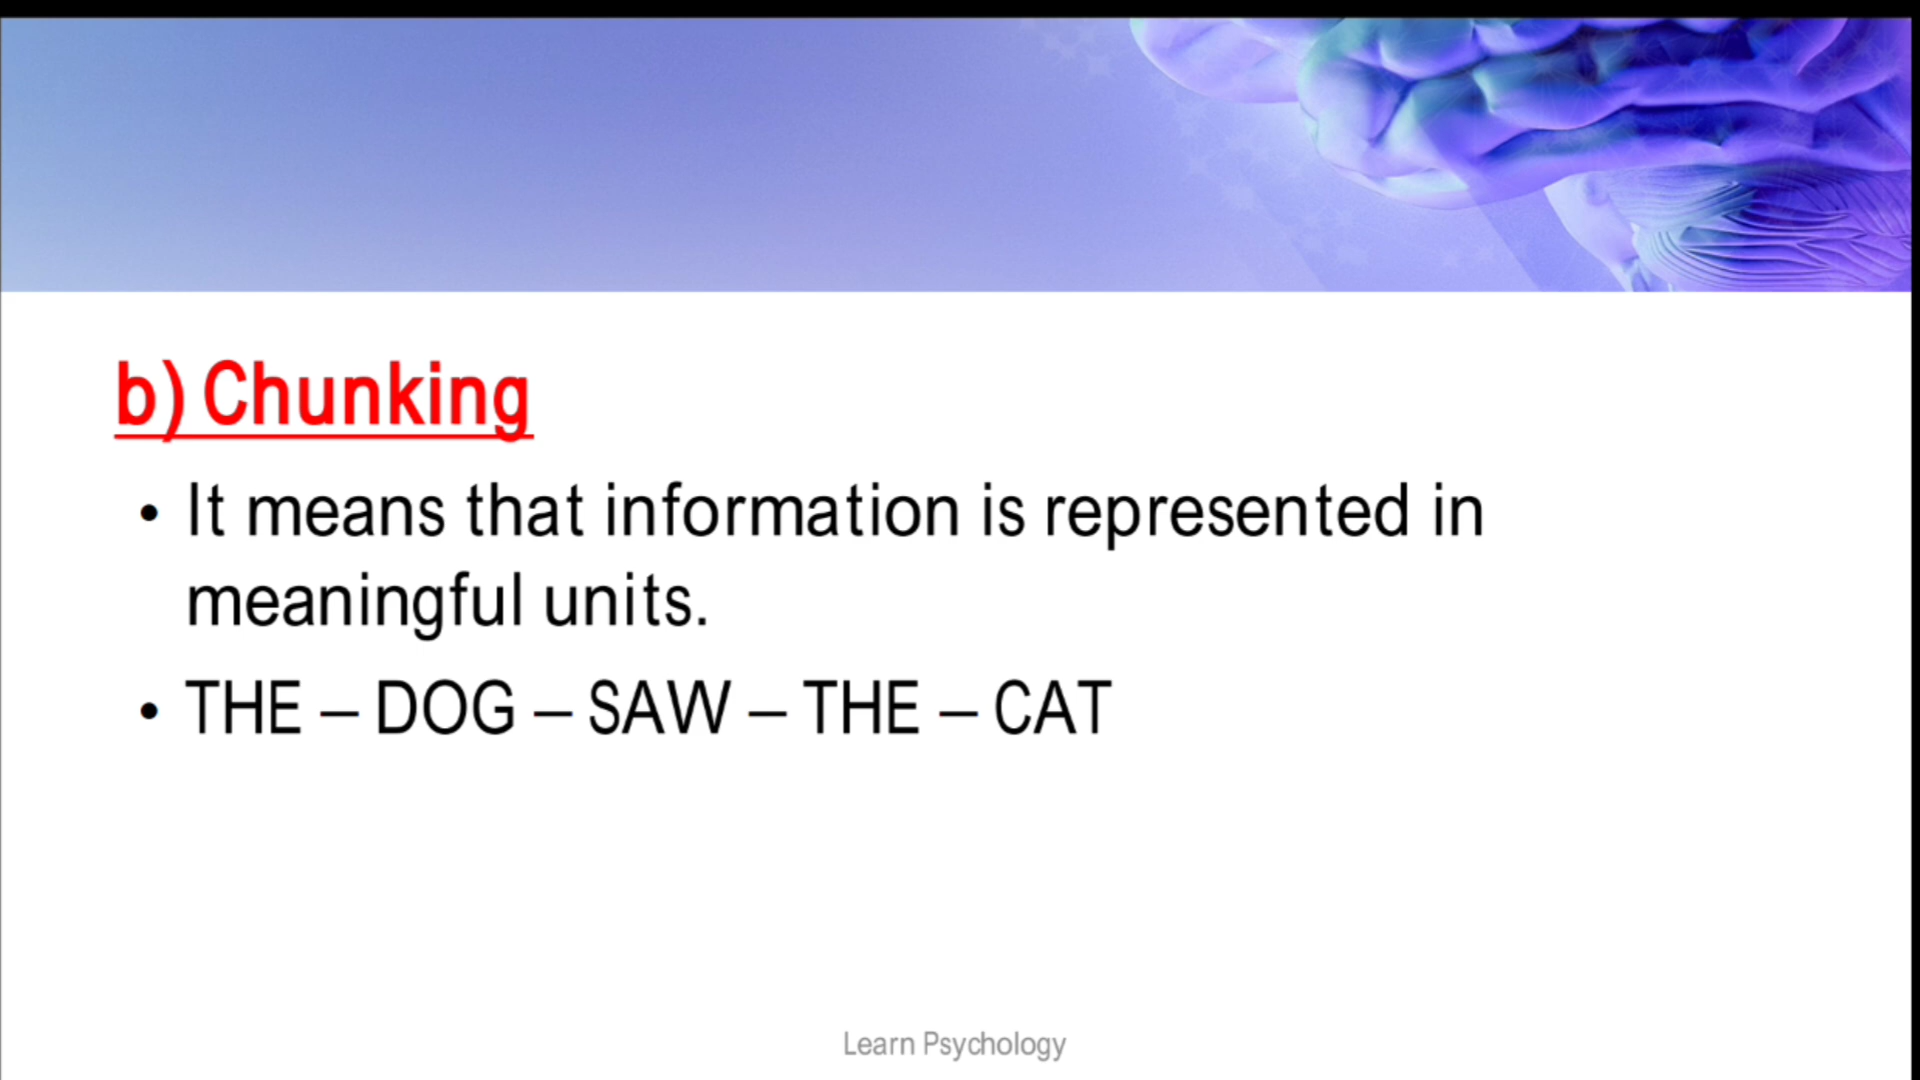 b) Chunking
• It means that information is represented in
meaningful units.
• THE – DOG – SAW – THE – CAT
Learn Psychology